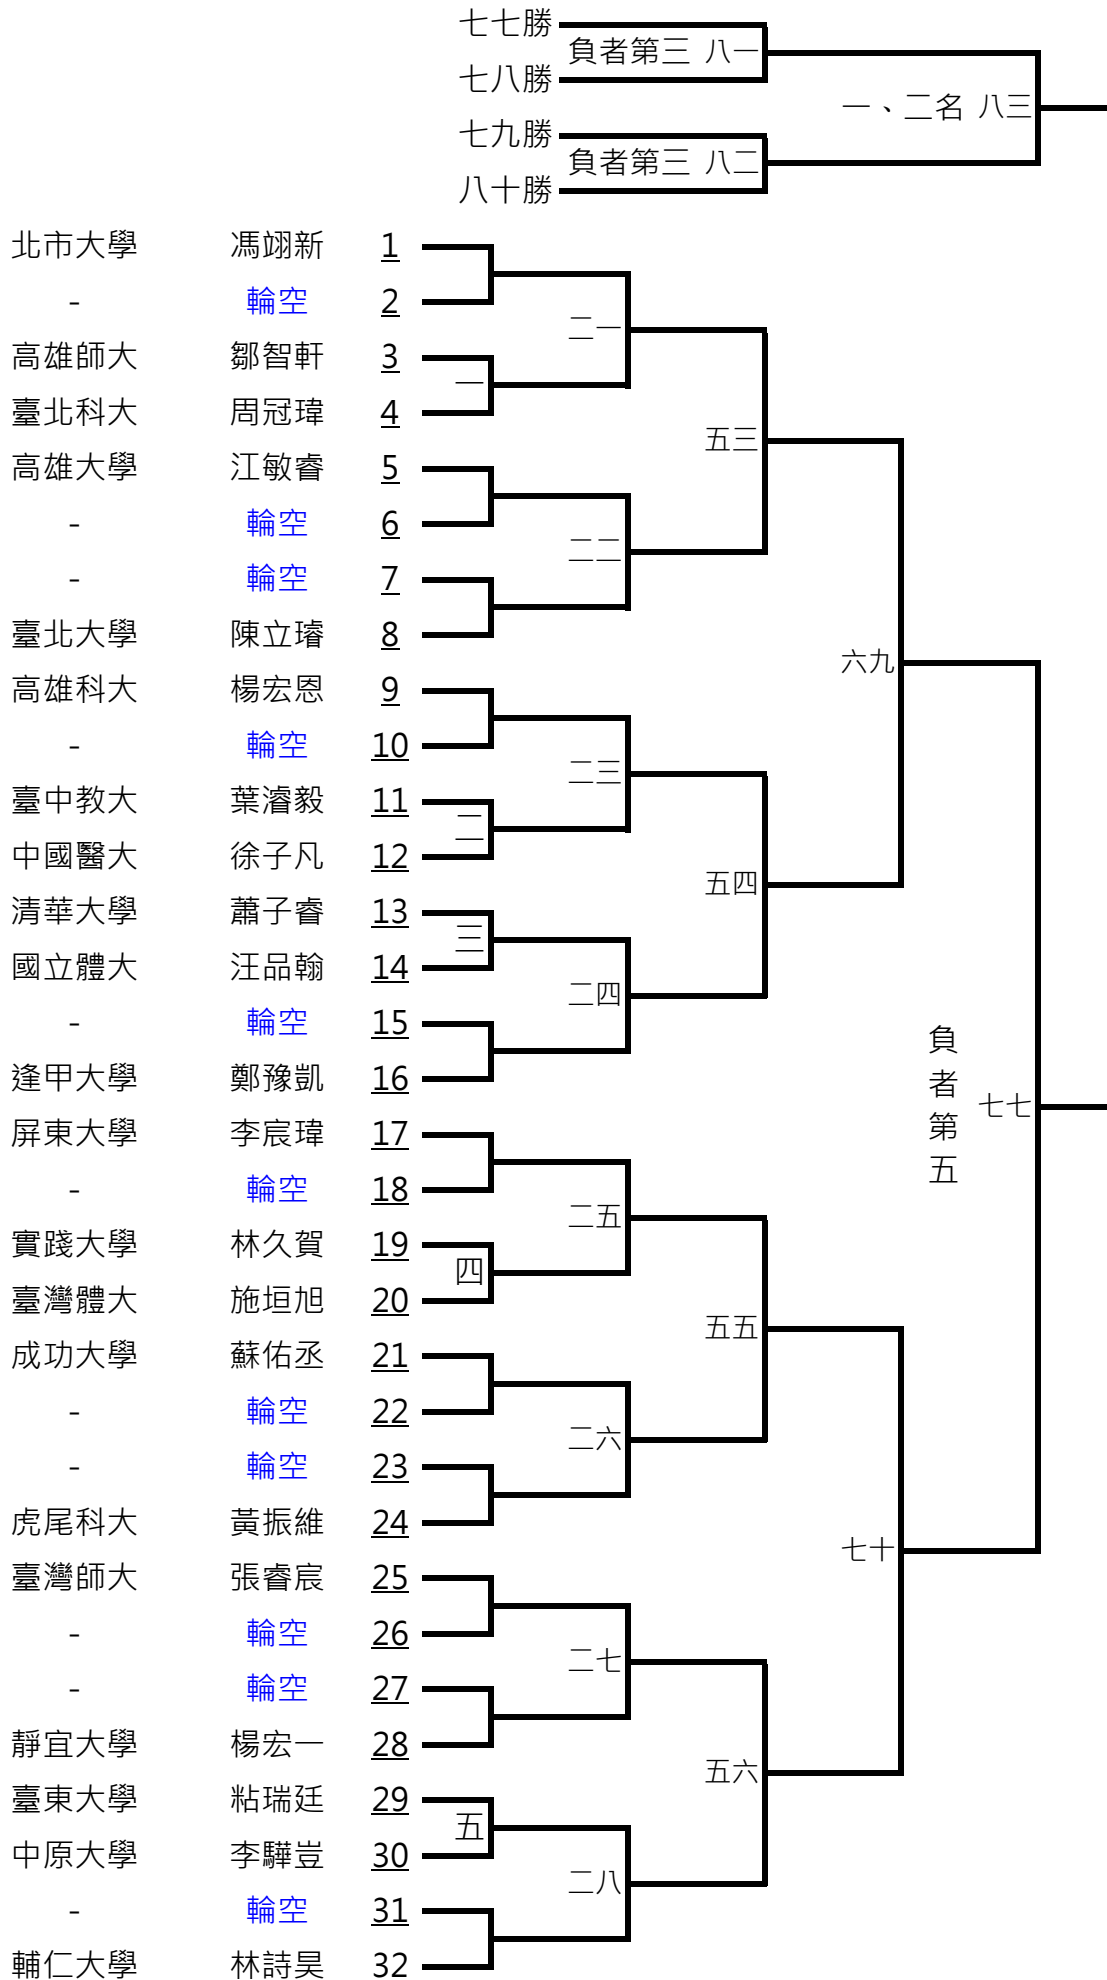 七七勝
負者第三 八一
七八勝
一、二名 八三
七九勝
負者第三 八二
八十勝
北市大學 馮翊新 1
- 輪空 2
二一
高雄師大 鄒智軒 3
一
臺北科大 周冠瑋 4
五三
高雄大學 江敏睿 5
- 輪空 6
二二
- 輪空 7
臺北大學 陳立璿 8
六九
高雄科大 楊宏恩 9
- 輪空 10
二三
臺中教大 葉濬毅 11
二
中國醫大 徐子凡 12
五四
清華大學 蕭子睿 13
三
國立體大 汪品翰 14
二四
- 輪空 15
逢甲大學 鄭豫凱 16
負者第五 七七
屏東大學 李宸瑋 17
- 輪空 18
二五
實踐大學 林久賀 19
四
臺灣體大 施垣旭 20
五五
成功大學 蘇佑丞 21
- 輪空 22
二六
- 輪空 23
虎尾科大 黃振維 24
七十
臺灣師大 張睿宸 25
- 輪空 26
二七
- 輪空 27
靜宜大學 楊宏一 28
五六
臺東大學 粘瑞廷 29
五
中原大學 李驊豈 30
二八
- 輪空 31
輔仁大學 林詩昊 32